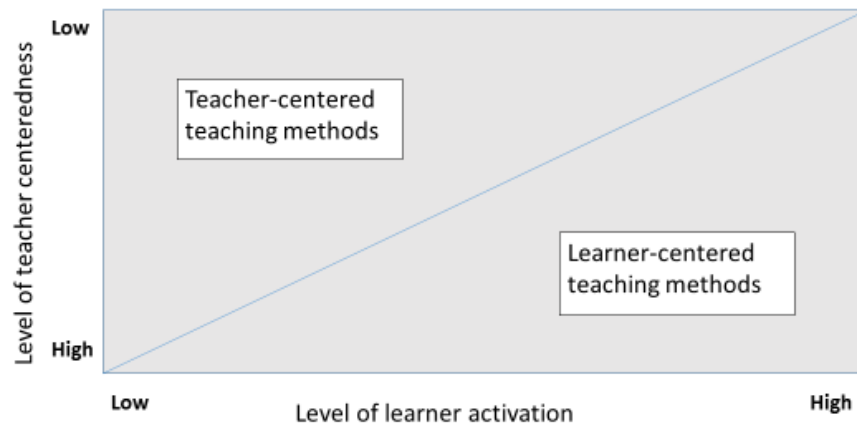 Low
Teacher-centered
teaching methods
Level of teacher centeredness
Learner-centered
teaching methods
High
Low
Level of learner activation
High